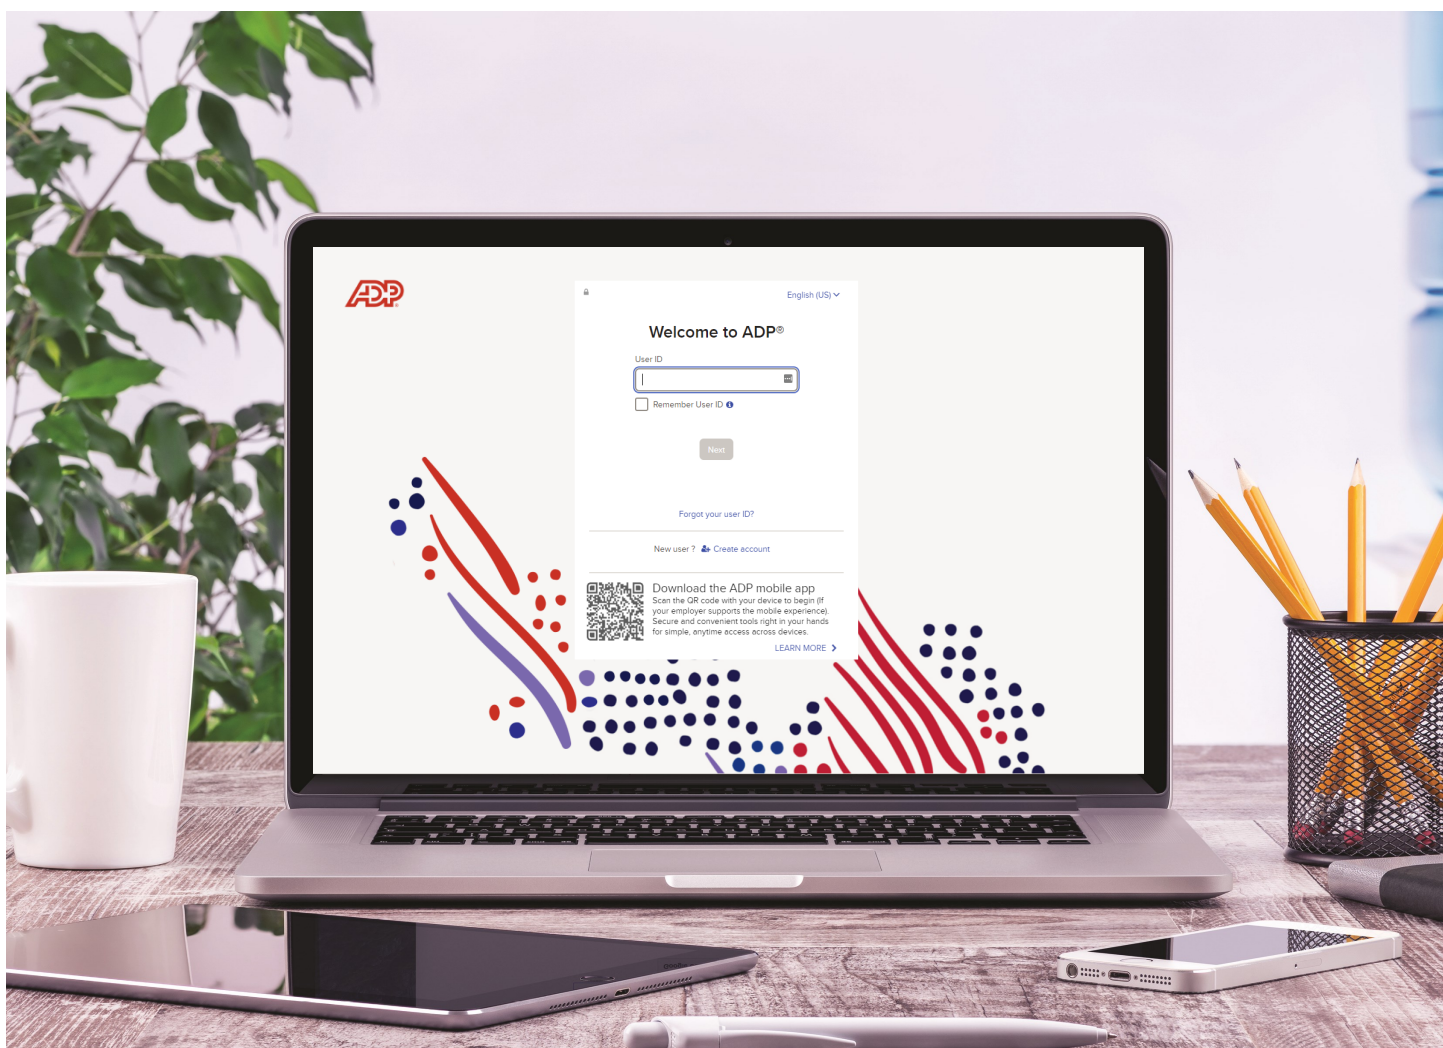 ADP
English (US)
Welcome to ADP®
User ID
Remember User ID
Next
Forgot your user ID?
New user ? Create account
Download the ADP mobile app
Scan the QR code with your device to begin (If
your employer supports the mobile experience).
Secure and convenient tools right in your hands
for simple, anytime access across devices.
LEARN MORE